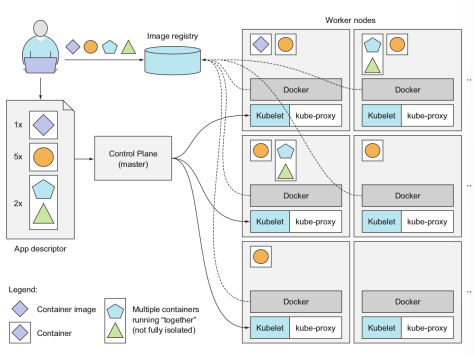 Worker nodes
Image registry
Docker
Kubelet
kube-proxy
Docker
Kubelet
kube-proxy
1x
5x
2x
App descriptor
Control Plane
(master)
Docker
Kubelet
kube-proxy
Docker
Kubelet
kube-proxy
Docker
Kubelet
kube-proxy
Docker
Kubelet
kube-proxy
Legend:
Container image
Container
Multiple containers
running “together”
(not fully isolated)